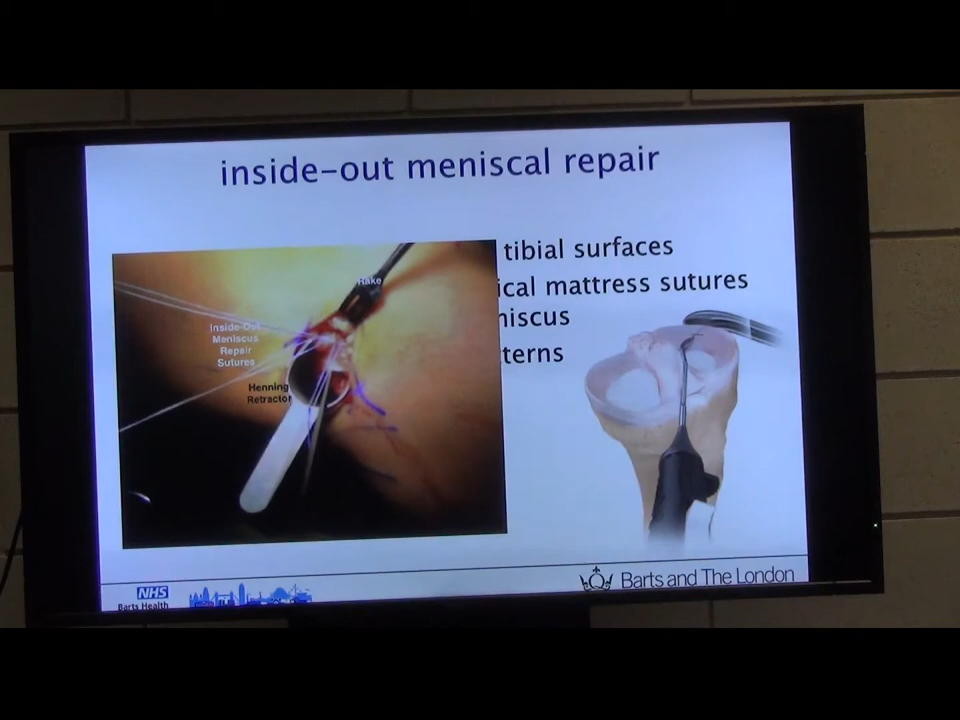 inside-out meniscal repair
tibial surfaces
ical mattress sutures
niscus
terns
Rake
Inside-Out
Meniscus
Repair
Sutures
Henning
Retractor
NHS
Barts Health
Barts and The London